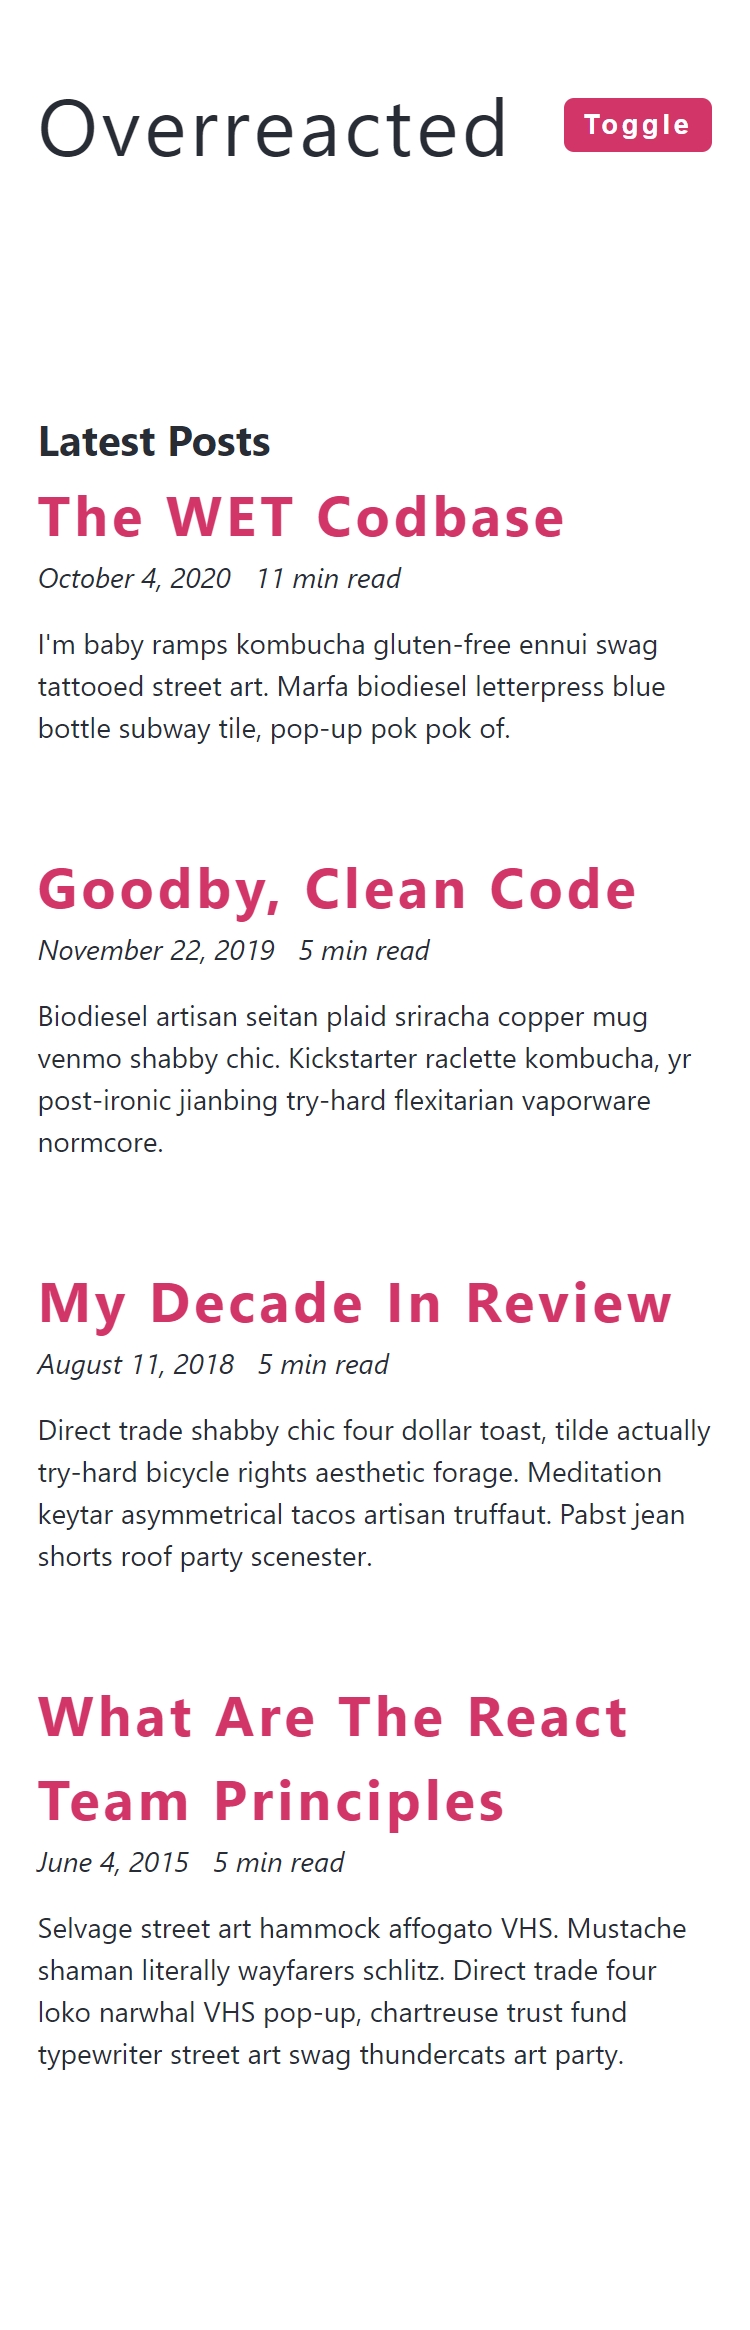 Overreacted
Toggle
Latest Posts
The WET Codbase
October 4, 2020 11 min read
I'm baby ramps kombucha gluten-free ennui swag
tattooed street art. Marfa biodiesel letterpress blue
bottle subway tile, pop-up pok pok of.
Goodby, Clean Code
November 22, 2019 5 min read
Biodiesel artisan seitan plaid sriracha copper mug
venmo shabby chic. Kickstarter raclette kombucha, yr
post-ironic jianbing try-hard flexitarian vaporware
normcore.
My Decade In Review
August 11, 2018 5 min read
Direct trade shabby chic four dollar toast, tilde actually
try-hard bicycle rights aesthetic forage. Meditation
keytar asymmetrical tacos artisan truffaut. Pabst jean
shorts roof party scenester.
What Are The React
Team Principles
June 4, 2015 5 min read
Selvage street art hammock affogato VHS. Mustache
shaman literally wayfarers schlitz. Direct trade four
loko narwhal VHS pop-up, chartreuse trust fund
typewriter street art swag thundercats art party.